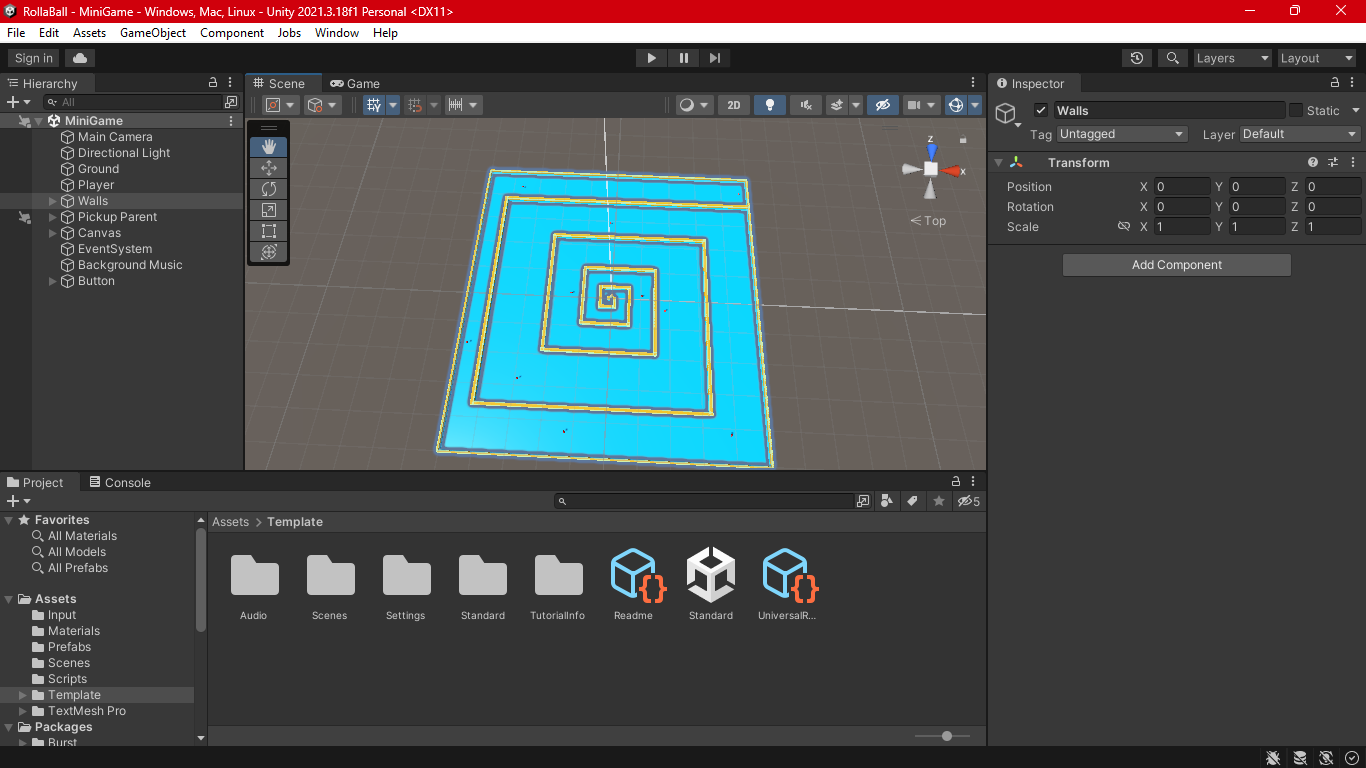 RollaBall - MiniGame - Windows, Mac, Linux - Unity 2021.3.18f1 Personal <DX11>
File Edit Assets GameObject Component Jobs Window Help
Sign in
Layers
Layout
Hierarchy
All
MiniGame
Main Camera
Directional Light
Ground
Player
Walls
Pickup Parent
Canvas
EventSystem
Background Music
Button
Scene
Game
2D
z
x
Top
Inspector
Walls
Static
Tag Untagged
Layer Default
Transform
Position X 0 Y 0 Z 0
Rotation X 0 Y 0 Z 0
Scale X 1 Y 1 Z 1
Add Component
Project
Console
5
Favorites
All Materials
All Models
All Prefabs
Assets
Input
Materials
Prefabs
Scenes
Scripts
Template
TextMesh Pro
Packages
Burst
Assets > Template
Audio
Scenes
Settings
Standard
TutorialInfo
Readme
Standard
UniversalR...